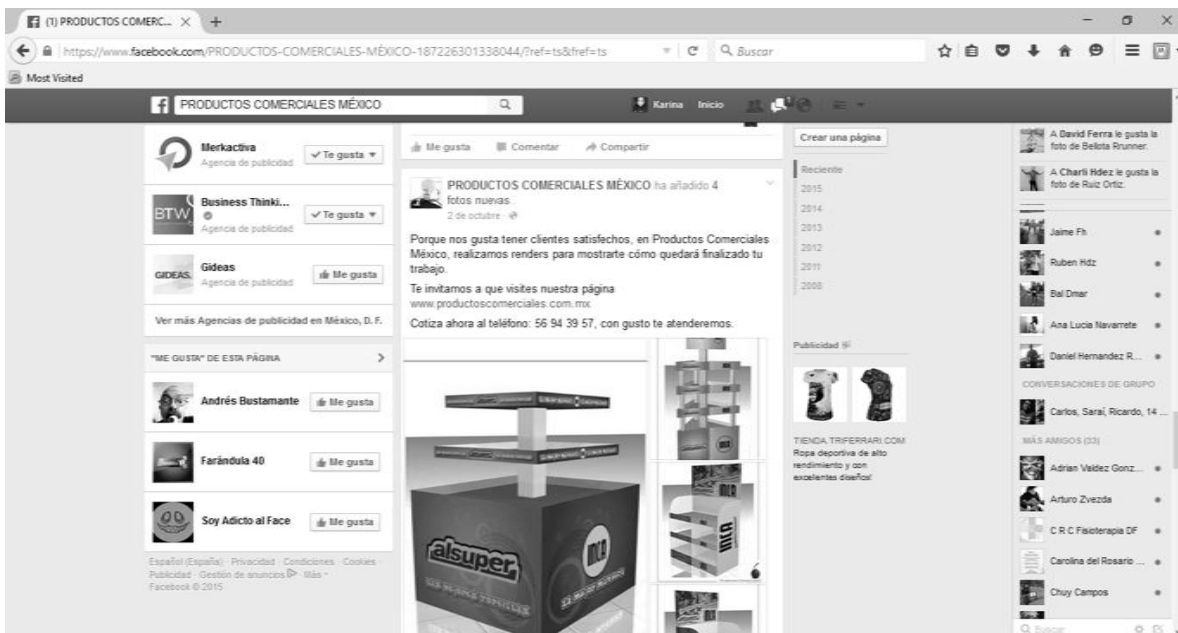 (1) PRODUCTOS COMERC...
https://www.facebook.com/PRODUCTOS-COMERCIALES-MÉXICO-187226301338044/?ref=ts&fref=ts
Buscar
Most Visited
PRODUCTOS COMERCIALES MÉXICO
Karina Inicio
Merkactiva
Agencia de publicidad
Te gusta
BTW
Business Thinki...
Agencia de publicidad
Te gusta
GIDEAS.
Gideas
Agencia de publicidad
Me gusta
Ver más Agencias de publicidad en México, D. F.
"ME GUSTA" DE ESTA PÁGINA
Andrés Bustamante
Me gusta
Farándula 40
Me gusta
Soy Adicto al Face
Me gusta
Español (España) · Privacidad · Condiciones · Cookies ·
Publicidad · Gestión de anuncios · Más ·
Facebook © 2015
Me gusta Comentar Compartir
PRODUCTOS COMERCIALES MÉXICO ha añadido 4
fotos nuevas.
2 de octubre ·
Porque nos gusta tener clientes satisfechos, en Productos Comerciales
México, realizamos renders para mostrarte cómo quedará finalizado tu
trabajo.
Te invitamos a que visites nuestra página
www.productoscomerciales.com.mx
Cotiza ahora al teléfono: 56 94 39 57, con gusto te atenderemos.
alsuper
INCA
INCA
Crear una página
Reciente
2015
2014
2013
2012
2011
2008
Publicidad
TIENDA.TRIFERRARI.COM
Ropa deportiva de alto
rendimiento y con
excelentes diseños!
A David Ferra le gusta la
foto de Bellota Rrunner.
A Charli Hdez le gusta la
foto de Ruiz Ortiz.
Jaime Fh
Ruben Hdz
Bal Dmar
Ana Lucia Navarrete
Daniel Hernandez R...
CONVERSACIONES DE GRUPO
Carlos, Saraí, Ricardo, 14 ...
MÁS AMIGOS (33)
Adrian Valdez Gonz...
Arturo Zvezda
C R C Fisioterapia DF
Carolina del Rosario ...
Chuy Campos
Buscar